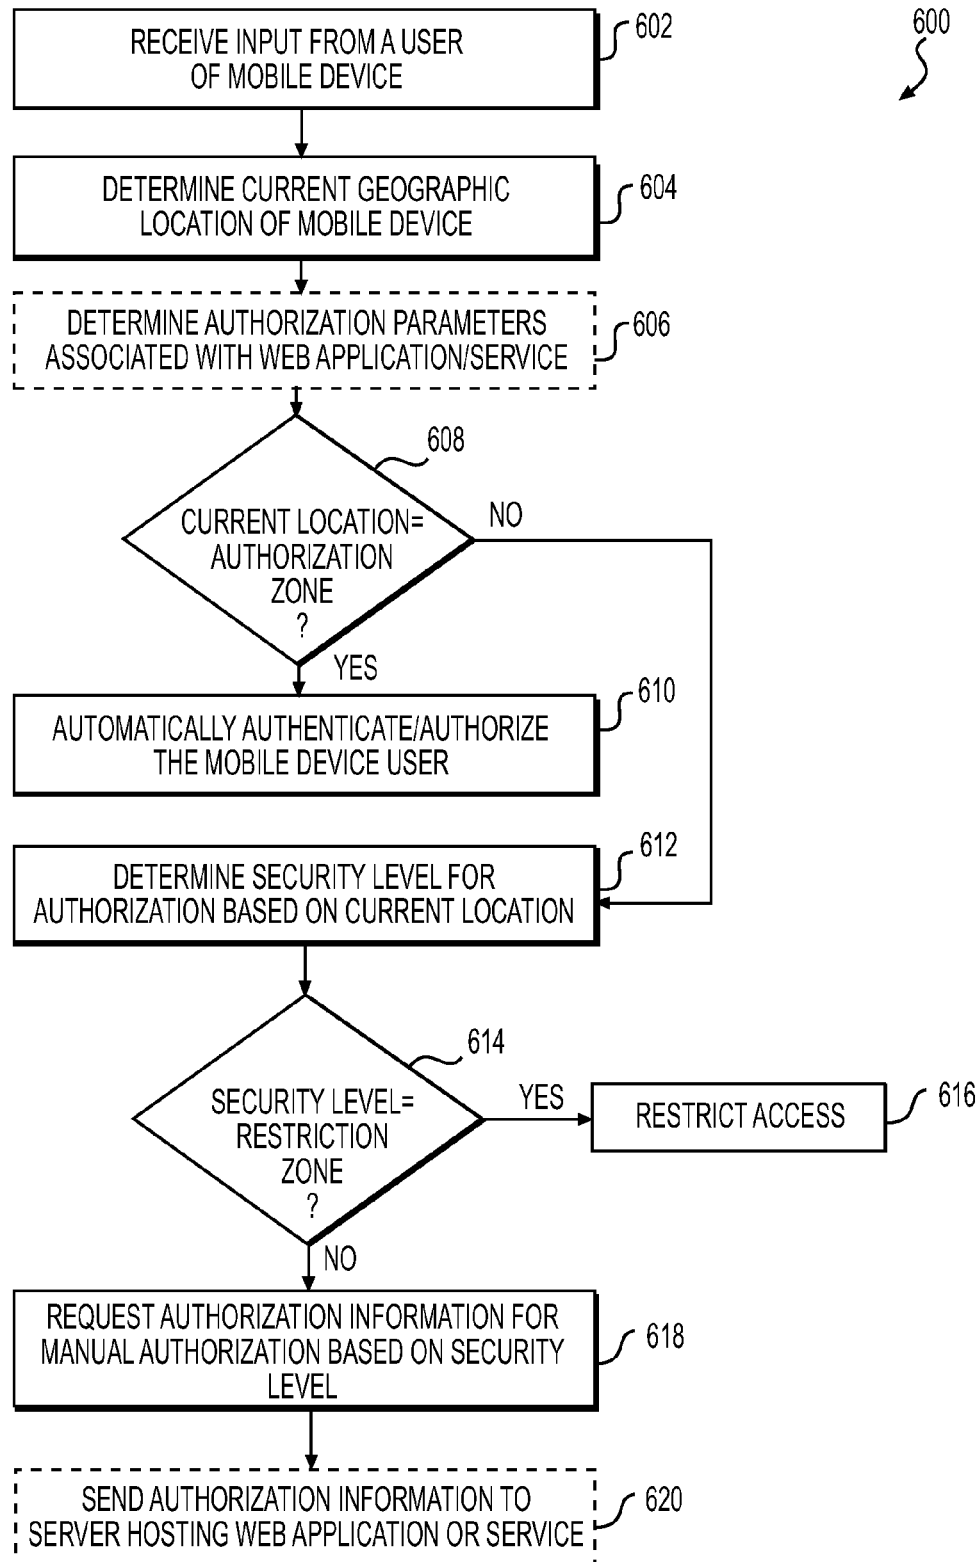 600
RECEIVE INPUT FROM A USER
OF MOBILE DEVICE
602
DETERMINE CURRENT GEOGRAPHIC
LOCATION OF MOBILE DEVICE
604
DETERMINE AUTHORIZATION PARAMETERS
ASSOCIATED WITH WEB APPLICATION/SERVICE
606
608
CURRENT LOCATION=
AUTHORIZATION
ZONE
?
NO
YES
AUTOMATICALLY AUTHENTICATE/AUTHORIZE
THE MOBILE DEVICE USER
610
DETERMINE SECURITY LEVEL FOR
AUTHORIZATION BASED ON CURRENT LOCATION
612
614
SECURITY LEVEL=
RESTRICTION
ZONE
?
YES
RESTRICT ACCESS
616
NO
REQUEST AUTHORIZATION INFORMATION FOR
MANUAL AUTHORIZATION BASED ON SECURITY
LEVEL
618
SEND AUTHORIZATION INFORMATION TO
SERVER HOSTING WEB APPLICATION OR SERVICE
620